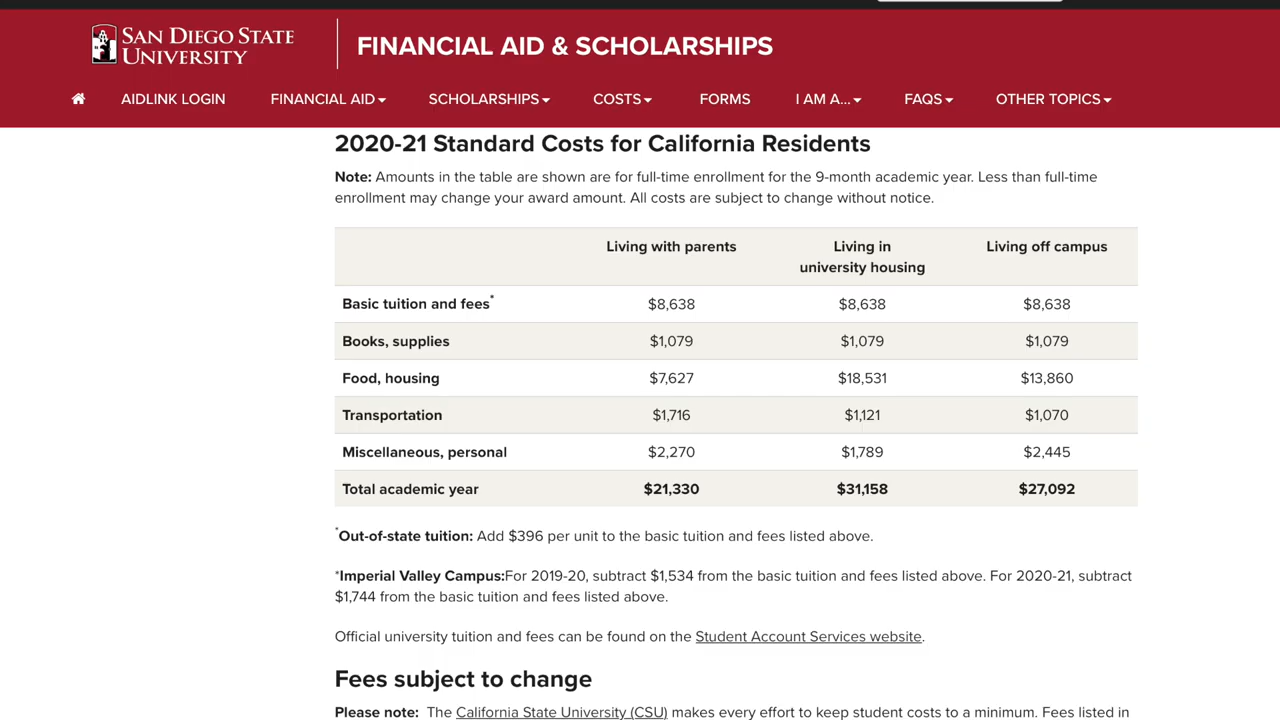 SAN DIEGO STATE
UNIVERSITY
FINANCIAL AID & SCHOLARSHIPS
AIDLINK LOGIN FINANCIAL AID SCHOLARSHIPS COSTS FORMS I AM A... FAQS OTHER TOPICS
2020-21 Standard Costs for California Residents
Note: Amounts in the table are shown are for full-time enrollment for the 9-month academic year. Less than full-time
enrollment may change your award amount. All costs are subject to change without notice.
Living with parents Living in university housing Living off campus
Basic tuition and fees* $8,638 $8,638 $8,638
Books, supplies $1,079 $1,079 $1,079
Food, housing $7,627 $18,531 $13,860
Transportation $1,716 $1,121 $1,070
Miscellaneous, personal $2,270 $1,789 $2,445
Total academic year $21,330 $31,158 $27,092
*Out-of-state tuition: Add $396 per unit to the basic tuition and fees listed above.
*Imperial Valley Campus:For 2019-20, subtract $1,534 from the basic tuition and fees listed above. For 2020-21, subtract
$1,744 from the basic tuition and fees listed above.
Official university tuition and fees can be found on the Student Account Services website.
Fees subject to change
Please note: The California State University (CSU) makes every effort to keep student costs to a minimum. Fees listed in